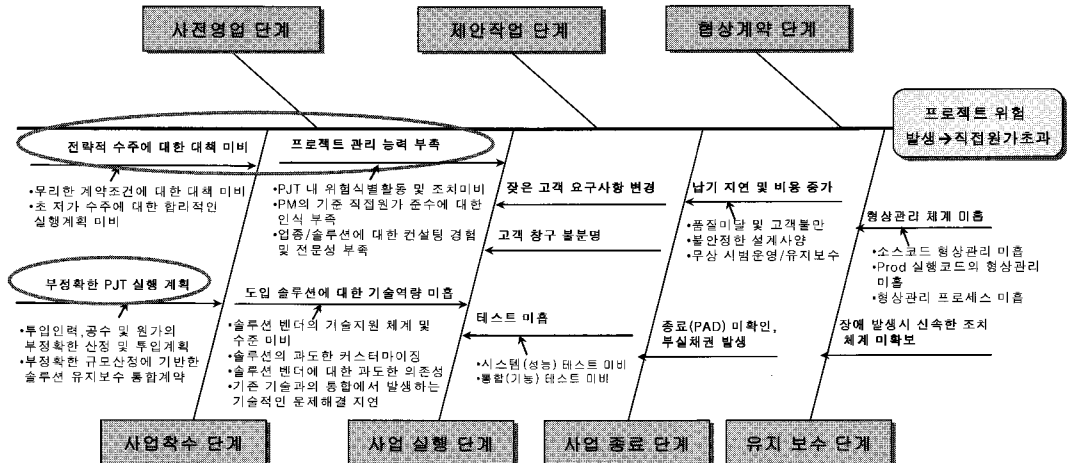 사전영업 단계
제안작업 단계
협상계약 단계
프로젝트 위험
발생→직접원가초과
전략적 수주에 대한 대책 미비
•무리한 계약조건에 대한 대책 미비
•초 저가 수주에 대한 합리적인
실행계획 미비
프로젝트 관리 능력 부족
•PJT 내 위험식별활동 및 조치미비
•PM의 기준 직접원가 준수에 대한
인식 부족
•업종/솔루션에 대한 컨설팅 경험
및 전문성 부족
잦은 고객 요구사항 변경
고객 창구 불분명
납기 지연 및 비용 증가
•품질미달 및 고객불만
•불안정한 설계사양
•무상 시범운영/유지보수
형상관리 체계 미흡
•소스코드 형상관리 미흡
•Prod 실행코드의 형상관리
미흡
•형상관리 프로세스 미흡
부정확한 PJT 실행 계획
•투입인력,공수 및 원가의
부정확한 산정 및 투입계획
•부정확한 규모산정에 기반한
솔루션 유지보수 통합계약
도입 솔루션에 대한 기술역량 미흡
•솔루션 벤더의 기술지원 체계 및
수준 미비
•솔루션의 과도한 커스터마이징
•솔루션 벤더에 대한 과도한 의존성
•기존 기술과의 통합에서 발생하는
기술적인 문제해결 지연
테스트 미흡
•시스템(성능) 테스트 미비
•통합(기능) 테스트 미비
종료(PAD) 미확인,
부실채권 발생
장애 발생시 신속한 조치
체계 미확보
사업착수 단계
사업 실행 단계
사업 종료 단계
유지 보수 단계